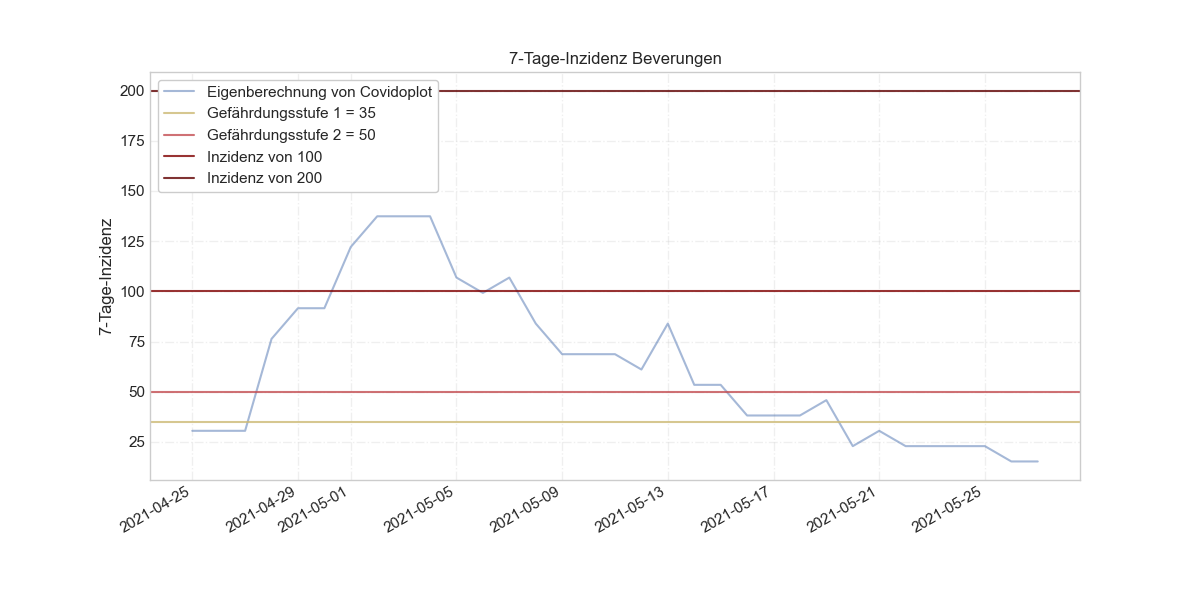 7-Tage-Inzidenz Beverungen
Eigenberechnung von Covidoplot
Gefährdungsstufe 1 = 35
Gefährdungsstufe 2 = 50
Inzidenz von 100
Inzidenz von 200
7-Tage-Inzidenz
200
175
150
125
100
75
50
25
2021-04-25
2021-04-29
2021-05-01
2021-05-05
2021-05-09
2021-05-13
2021-05-17
2021-05-21
2021-05-25